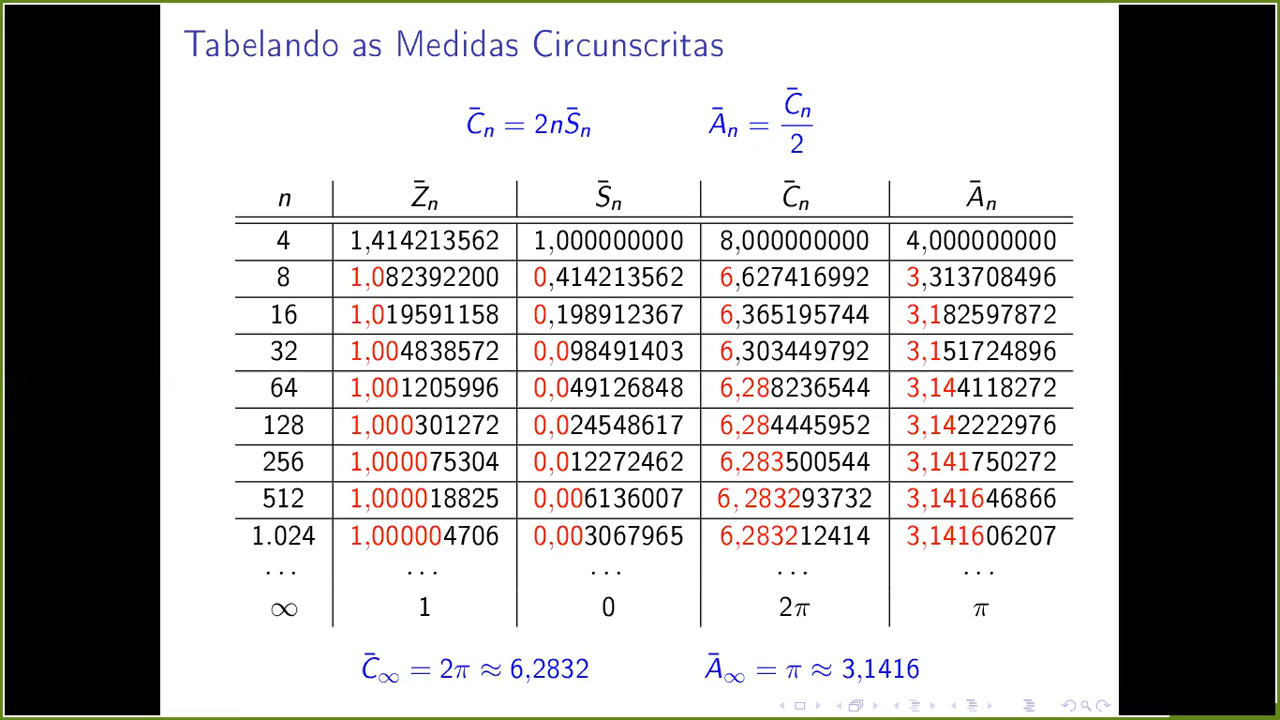 Tabelando as Medidas Circunscritas
C̄ₙ = 2nS̄ₙ Āₙ = C̄ₙ/2
n Z̄ₙ S̄ₙ C̄ₙ Āₙ
4 1,414213562 1,000000000 8,000000000 4,000000000
8 1,082392200 0,414213562 6,627416992 3,313708496
16 1,019591158 0,198912367 6,365195744 3,182597872
32 1,004838572 0,098491403 6,303449792 3,151724896
64 1,001205996 0,049126848 6,288236544 3,144118272
128 1,000301272 0,024548617 6,284445952 3,142222976
256 1,000075304 0,012272462 6,283500544 3,141750272
512 1,000018825 0,006136007 6,283293732 3,141646866
1.024 1,000004706 0,003067965 6,283212414 3,141606207
... ... ... ... ...
∞ 1 0 2π π
C̄∞ = 2π ≈ 6,2832 Ā∞ = π ≈ 3,1416